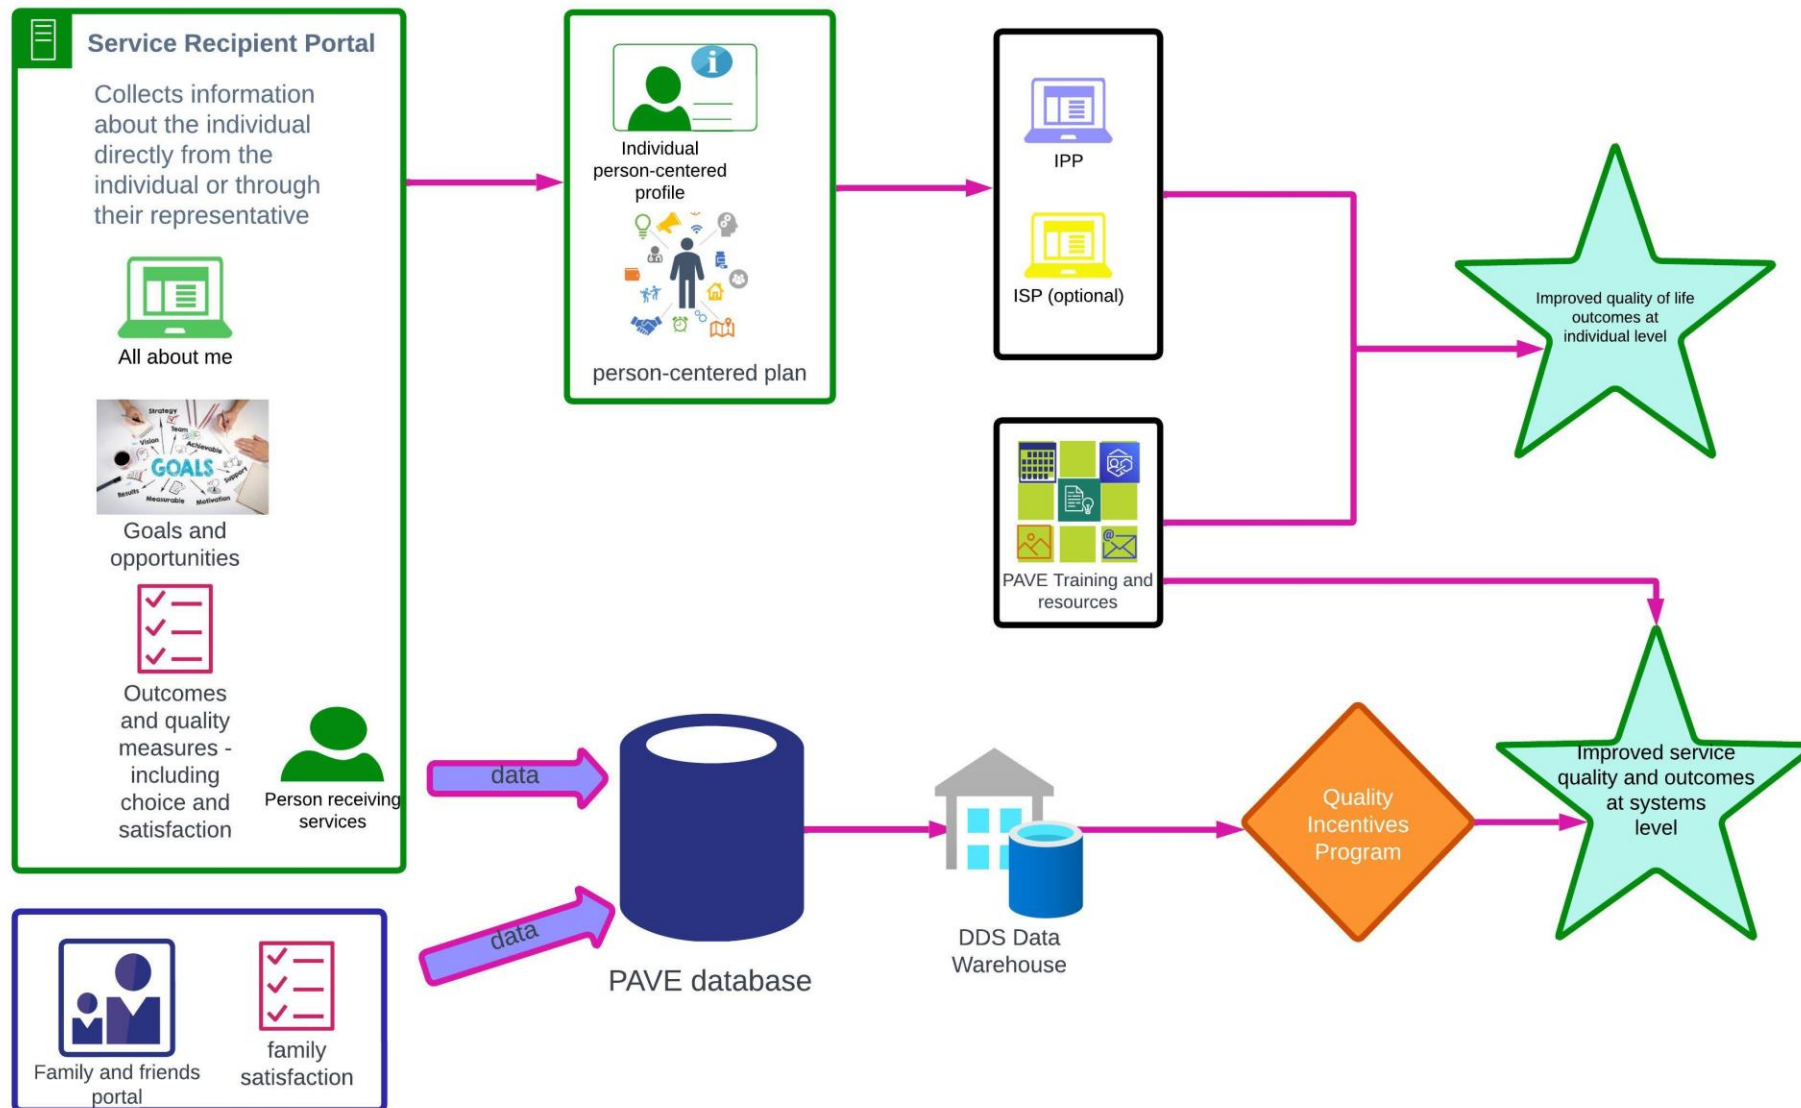 Service Recipient Portal
Collects information
about the individual
directly from the
individual or through
their representative
All about me
Strategy
Team
Vision
Achievable
GOALS
Support
Results
Measurable
Motivation
Goals and
opportunities
Outcomes
and quality
measures -
including
choice and
satisfaction
Person receiving
services
Family and friends
portal
family
satisfaction
i
Individual
person-centered
profile
person-centered plan
IPP
ISP (optional)
@
PAVE Training and
resources
Improved quality of life
outcomes at
individual level
data
data
PAVE database
DDS Data
Warehouse
Quality
Incentives
Program
Improved service
quality and outcomes
at systems
level